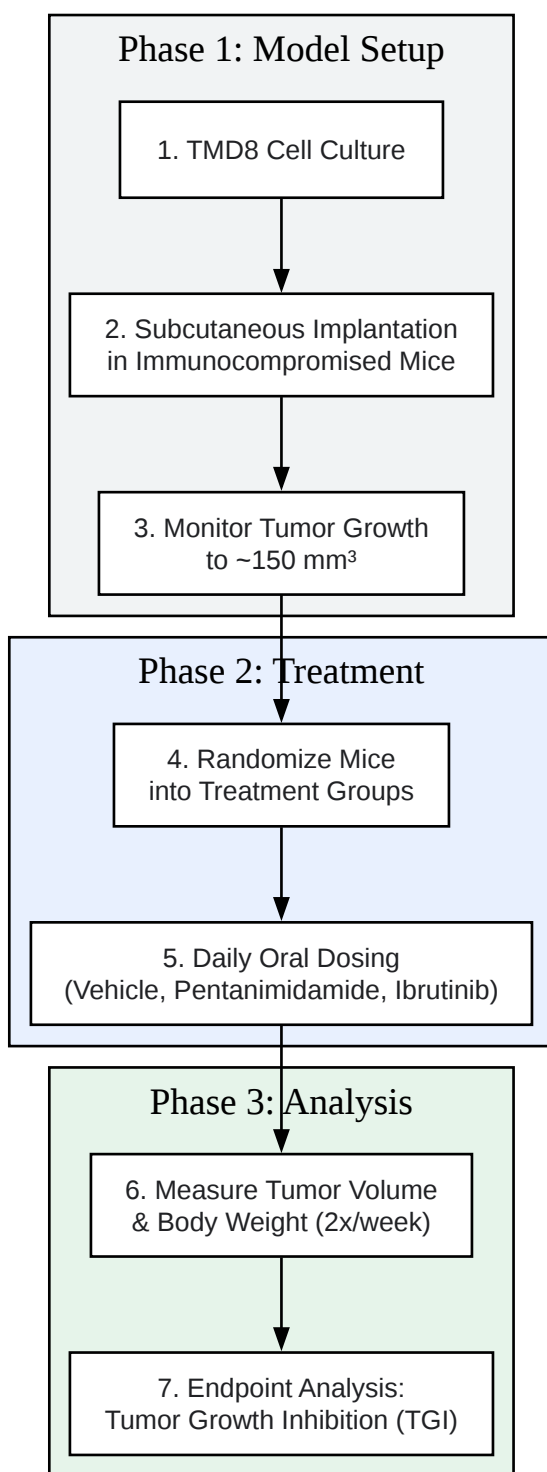 Phase 1: Model Setup
1. TMD8 Cell Culture
2. Subcutaneous Implantation
in Immunocompromised Mice
3. Monitor Tumor Growth
to ~150 mm³
Phase 2: Treatment
4. Randomize Mice
into Treatment Groups
5. Daily Oral Dosing
(Vehicle, Pentanimidamide, Ibrutinib)
Phase 3: Analysis
6. Measure Tumor Volume
& Body Weight (2x/week)
7. Endpoint Analysis:
Tumor Growth Inhibition (TGI)